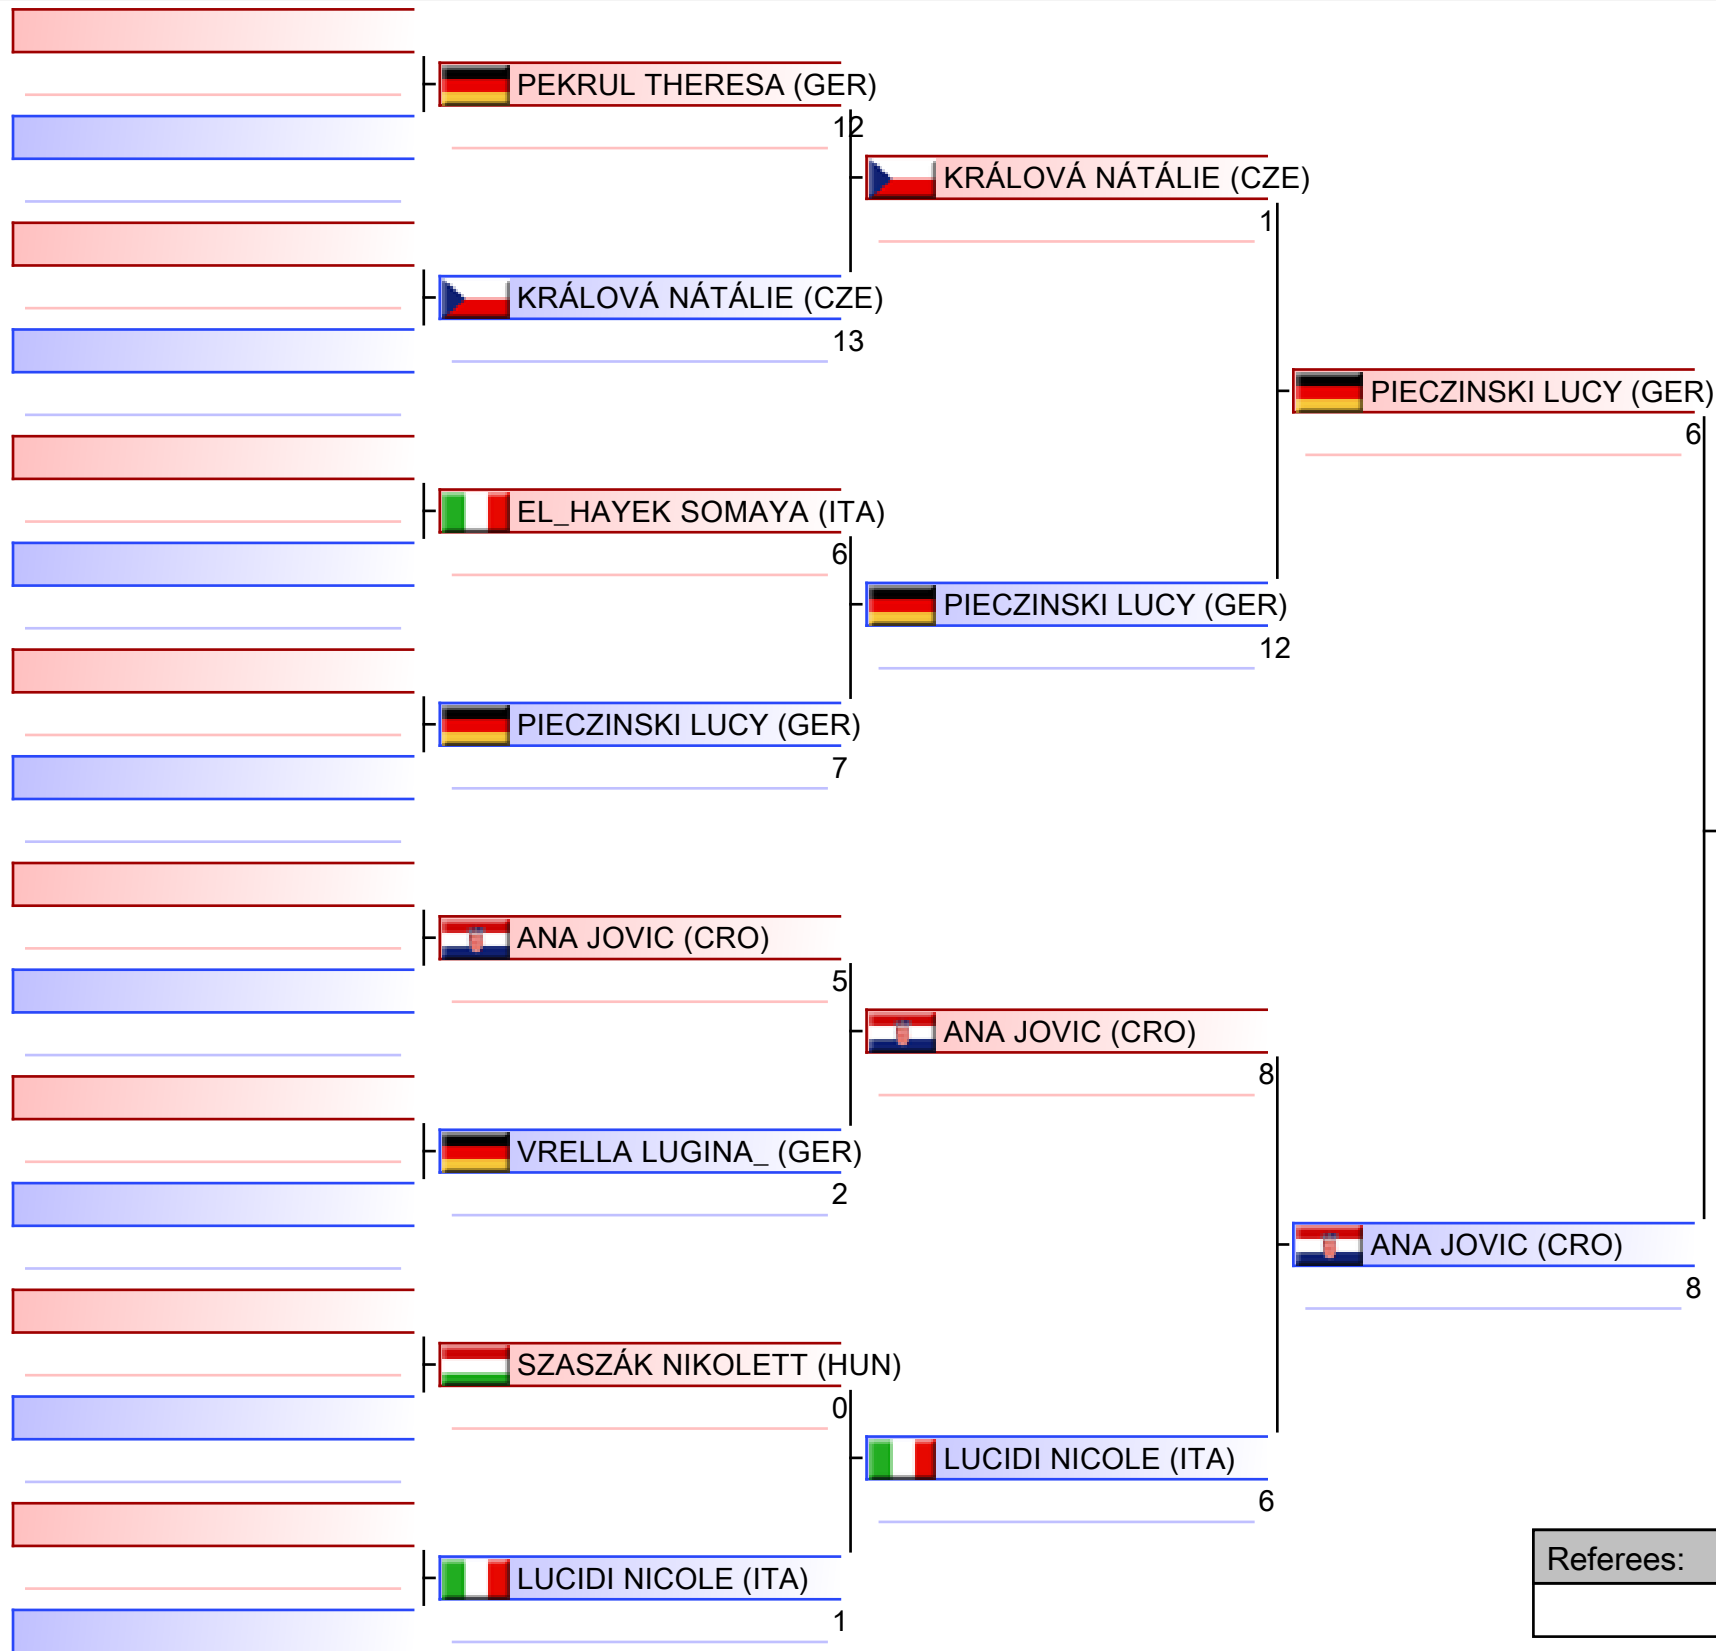 PEKRUL THERESA (GER)
12
KRÁLOVÁ NÁTÁLIE (CZE)
1
KRÁLOVÁ NÁTÁLIE (CZE)
13
PIECZINSKI LUCY (GER)
6
EL_HAYEK SOMAYA (ITA)
6
PIECZINSKI LUCY (GER)
12
PIECZINSKI LUCY (GER)
7
ANA JOVIC (CRO)
5
ANA JOVIC (CRO)
8
VRELLA LUGINA_ (GER)
2
ANA JOVIC (CRO)
8
SZASZÁK NIKOLETT (HUN)
0
LUCIDI NICOLE (ITA)
6
LUCIDI NICOLE (ITA)
1
Referees: